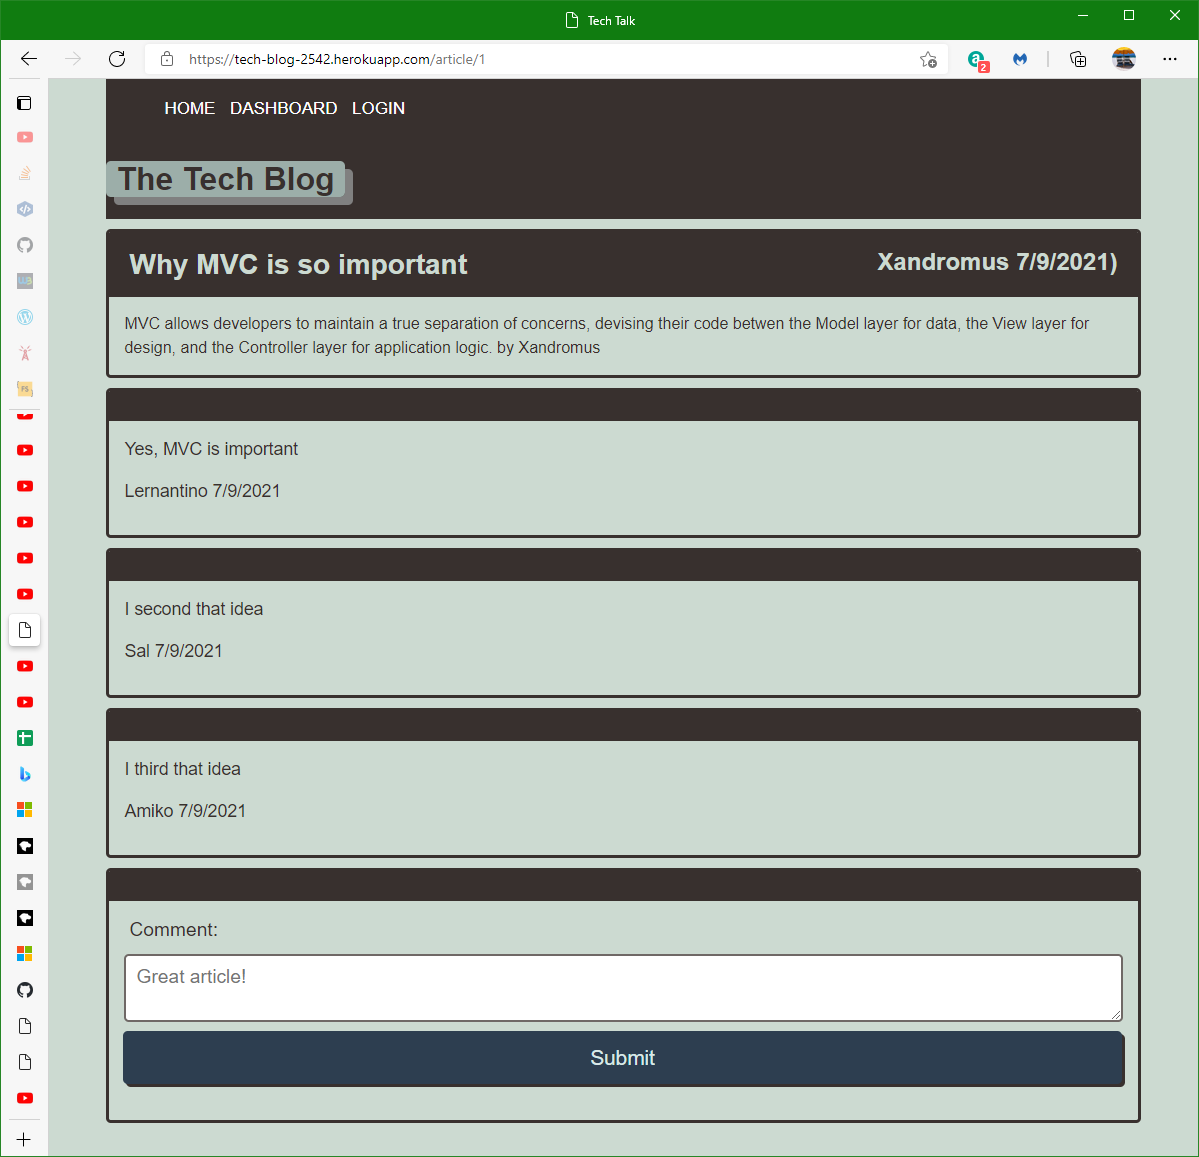 Tech Talk
https://tech-blog-2542.herokuapp.com/article/1
2
HOME DASHBOARD LOGIN
The Tech Blog
Why MVC is so important
Xandromus 7/9/2021)
MVC allows developers to maintain a true separation of concerns, devising their code betwen the Model layer for data, the View layer for
design, and the Controller layer for application logic. by Xandromus
Yes, MVC is important
Lernantino 7/9/2021
I second that idea
Sal 7/9/2021
I third that idea
Amiko 7/9/2021
Comment:
Great article!
Submit